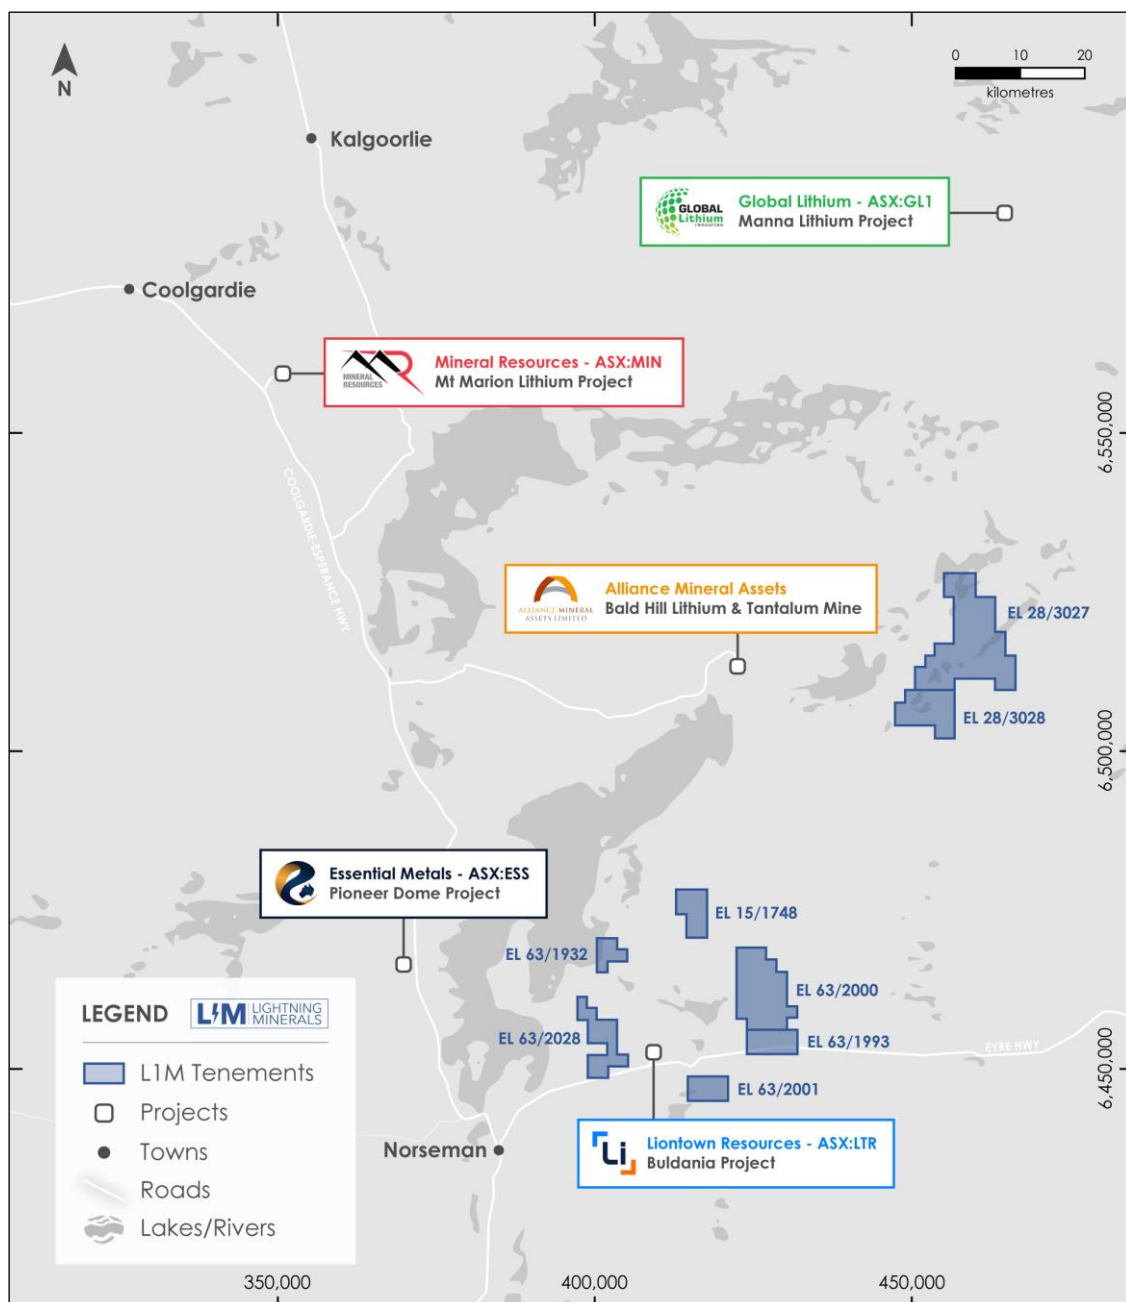 N
0 10 20
kilometres
Kalgoorlie
GLOBAL
Lithium
RESOURCES
Global Lithium - ASX:GL1
Manna Lithium Project
Coolgardie
MINERAL
RESOURCES
Mineral Resources - ASX:MIN
Mt Marion Lithium Project
6,550,000
COOLGARDIE-ESPERANCE HWY
ALLIANCE MINERAL
ASSETS LIMITED
Alliance Mineral Assets
Bald Hill Lithium & Tantalum Mine
EL 28/3027
EL 28/3028
6,500,000
Essential Metals - ASX:ESS
Pioneer Dome Project
EL 15/1748
EL 63/1932
EL 63/2000
EL 63/2028
EL 63/1993
EYRE HWY
EL 63/2001
6,450,000
Norseman
Li
Liontown Resources - ASX:LTR
Buldania Project
LEGEND
L M LIGHTNING
MINERALS
L1M Tenements
Projects
Towns
Roads
Lakes/Rivers
350,000 400,000 450,000